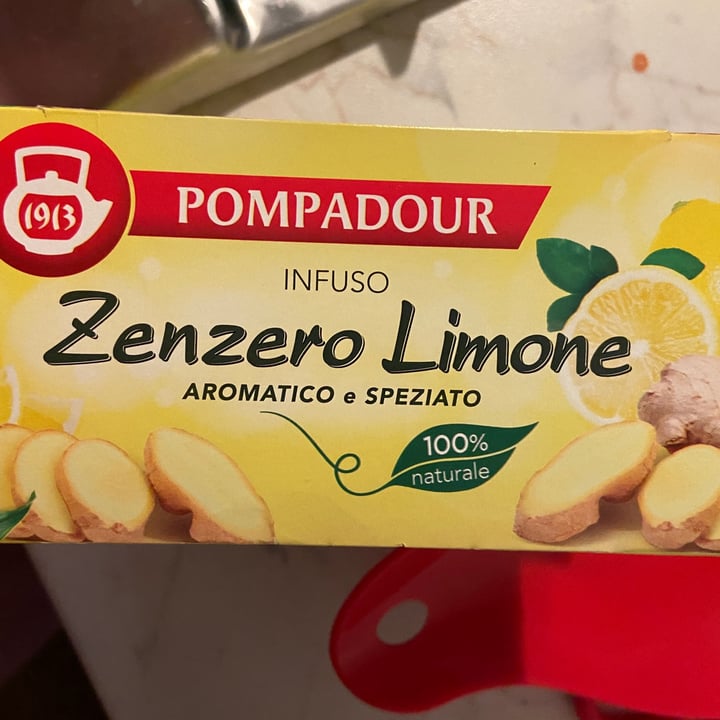 1913
POMPADOUR
INFUSO
Zenzero Limone
AROMATICO e SPEZIATO
100%
naturale